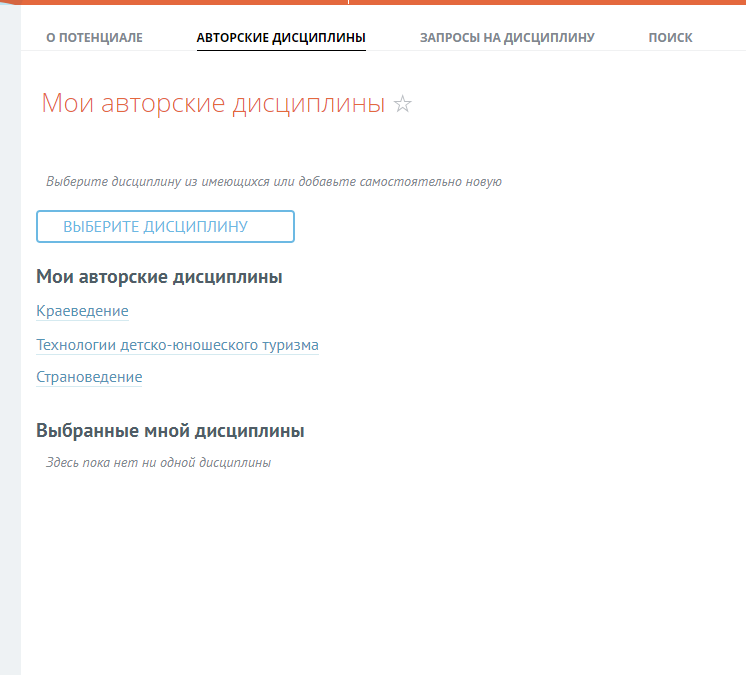 О ПОТЕНЦИАЛЕ АВТОРСКИЕ ДИСЦИПЛИНЫ ЗАПРОСЫ НА ДИСЦИПЛИНУ ПОИСК
Мои авторские дисциплины ☆
Выберите дисциплину из имеющихся или добавьте самостоятельно новую
ВЫБЕРИТЕ ДИСЦИПЛИНУ
Мои авторские дисциплины
Краеведение
Технологии детско-юношеского туризма
Страноведение
Выбранные мной дисциплины
Здесь пока нет ни одной дисциплины